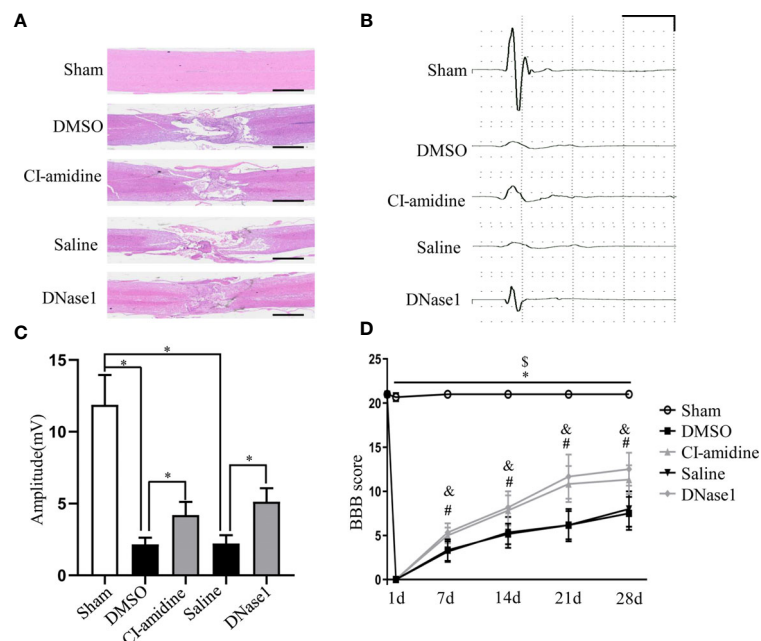 A
Sham
DMSO
CI-amidine
Saline
DNase1
B
Sham
DMSO
CI-amidine
Saline
DNase1
C
Amplitude(mV)
15
10
5
0
*
*
*
*
Sham
DMSO
CI-amidine
Saline
DNase1
D
BBB score
25
20
15
10
5
0
$
*
&
#
&
#
&
#
&
#
1d
7d
14d
21d
28d
Sham
DMSO
CI-amidine
Saline
DNase1